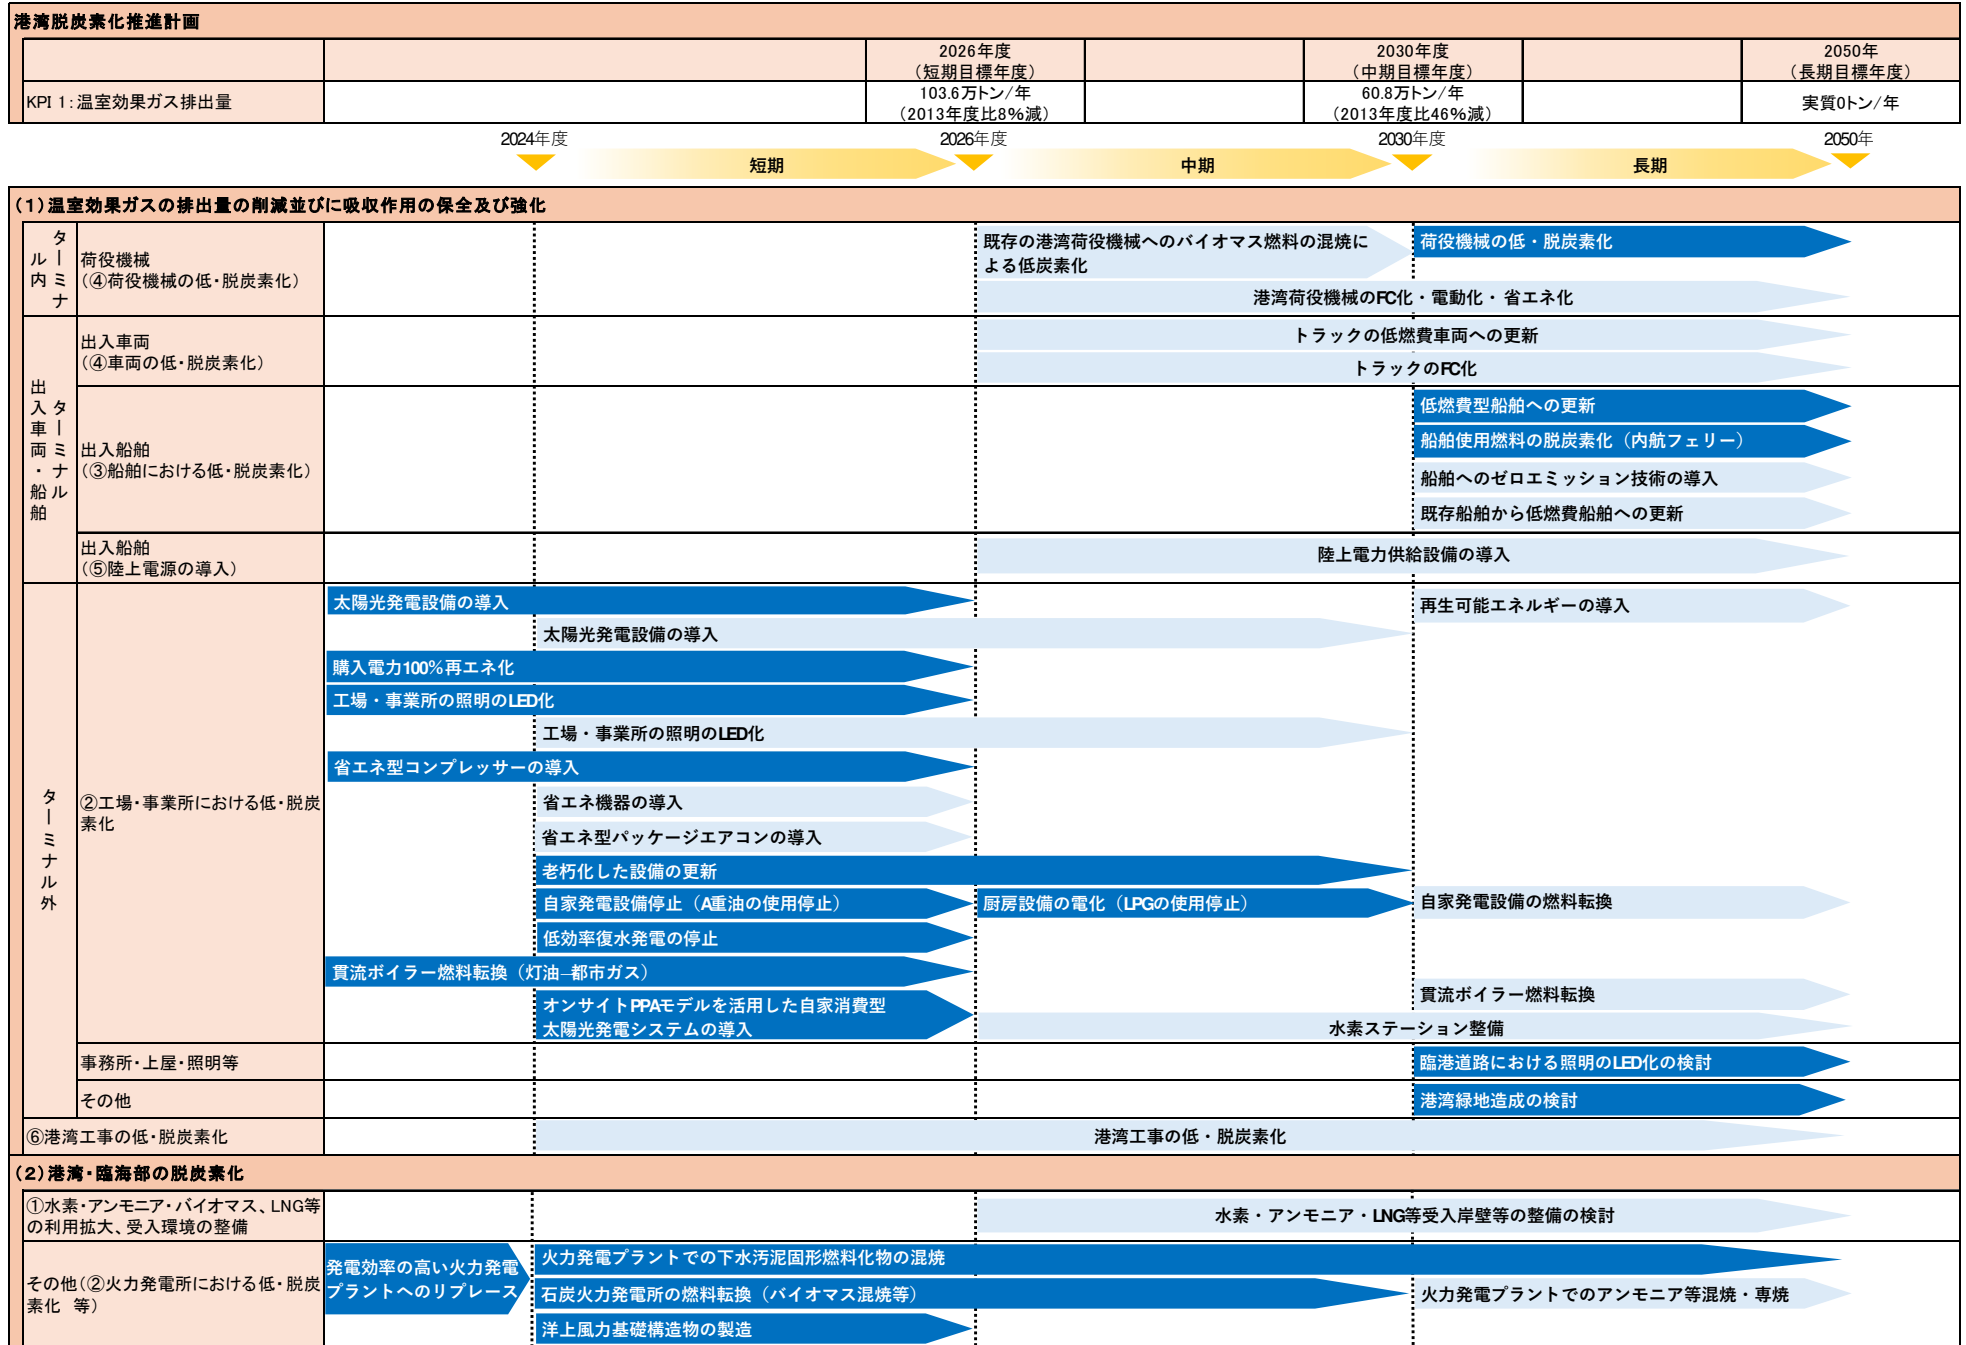 港湾脱炭素化推進計画
2026年度
（短期目標年度）
2030年度
（中期目標年度）
2050年
（長期目標年度）
KPI 1：温室効果ガス排出量
103.6万トン/年
（2013年度比8％減）
60.8万トン/年
（2013年度比46％減）
実質0トン/年
2024年度
2026年度
2030年度
2050年
短期
中期
長期
（1）温室効果ガスの排出量の削減並びに吸収作用の保全及び強化
ターミナル内
荷役機械
（④荷役機械の低・脱炭素化）
既存の港湾荷役機械へのバイオマス燃料の混焼に
よる低炭素化
荷役機械の低・脱炭素化
港湾荷役機械のFC化・電動化・省エネ化
ターミナル
出入車両・船舶
出入車両
（④車両の低・脱炭素化）
トラックの低燃費車両への更新
トラックのFC化
出入船舶
（③船舶における低・脱炭素化）
低燃費型船舶への更新
船舶使用燃料の脱炭素化（内航フェリー）
船舶へのゼロエミッション技術の導入
既存船舶から低燃費船舶への更新
出入船舶
（⑤陸上電源の導入）
陸上電力供給設備の導入
ターミナル外
②工場・事業所における低・脱炭
素化
太陽光発電設備の導入
再生可能エネルギーの導入
太陽光発電設備の導入
購入電力100%再エネ化
工場・事業所の照明のLED化
工場・事業所の照明のLED化
省エネ型コンプレッサーの導入
省エネ機器の導入
省エネ型パッケージエアコンの導入
老朽化した設備の更新
自家発電設備停止（A重油の使用停止）
厨房設備の電化（LPGの使用停止）
自家発電設備の燃料転換
低効率復水発電の停止
貫流ボイラー燃料転換（灯油→都市ガス）
貫流ボイラー燃料転換
オンサイトPPAモデルを活用した自家消費型
太陽光発電システムの導入
水素ステーション整備
事務所・上屋・照明等
臨港道路における照明のLED化の検討
その他
港湾緑地造成の検討
⑥港湾工事の低・脱炭素化
港湾工事の低・脱炭素化
（2）港湾・臨海部の脱炭素化
①水素・アンモニア・バイオマス、LNG等
の利用拡大、受入環境の整備
水素・アンモニア・LNG等受入岸壁等の整備の検討
その他（②火力発電所における低・脱炭
素化 等）
発電効率の高い火力発電
プラントへのリプレース
火力発電プラントでの下水汚泥固形燃料化物の混焼
石炭火力発電所の燃料転換（バイオマス混焼等）
火力発電プラントでのアンモニア等混焼・専焼
洋上風力基礎構造物の製造